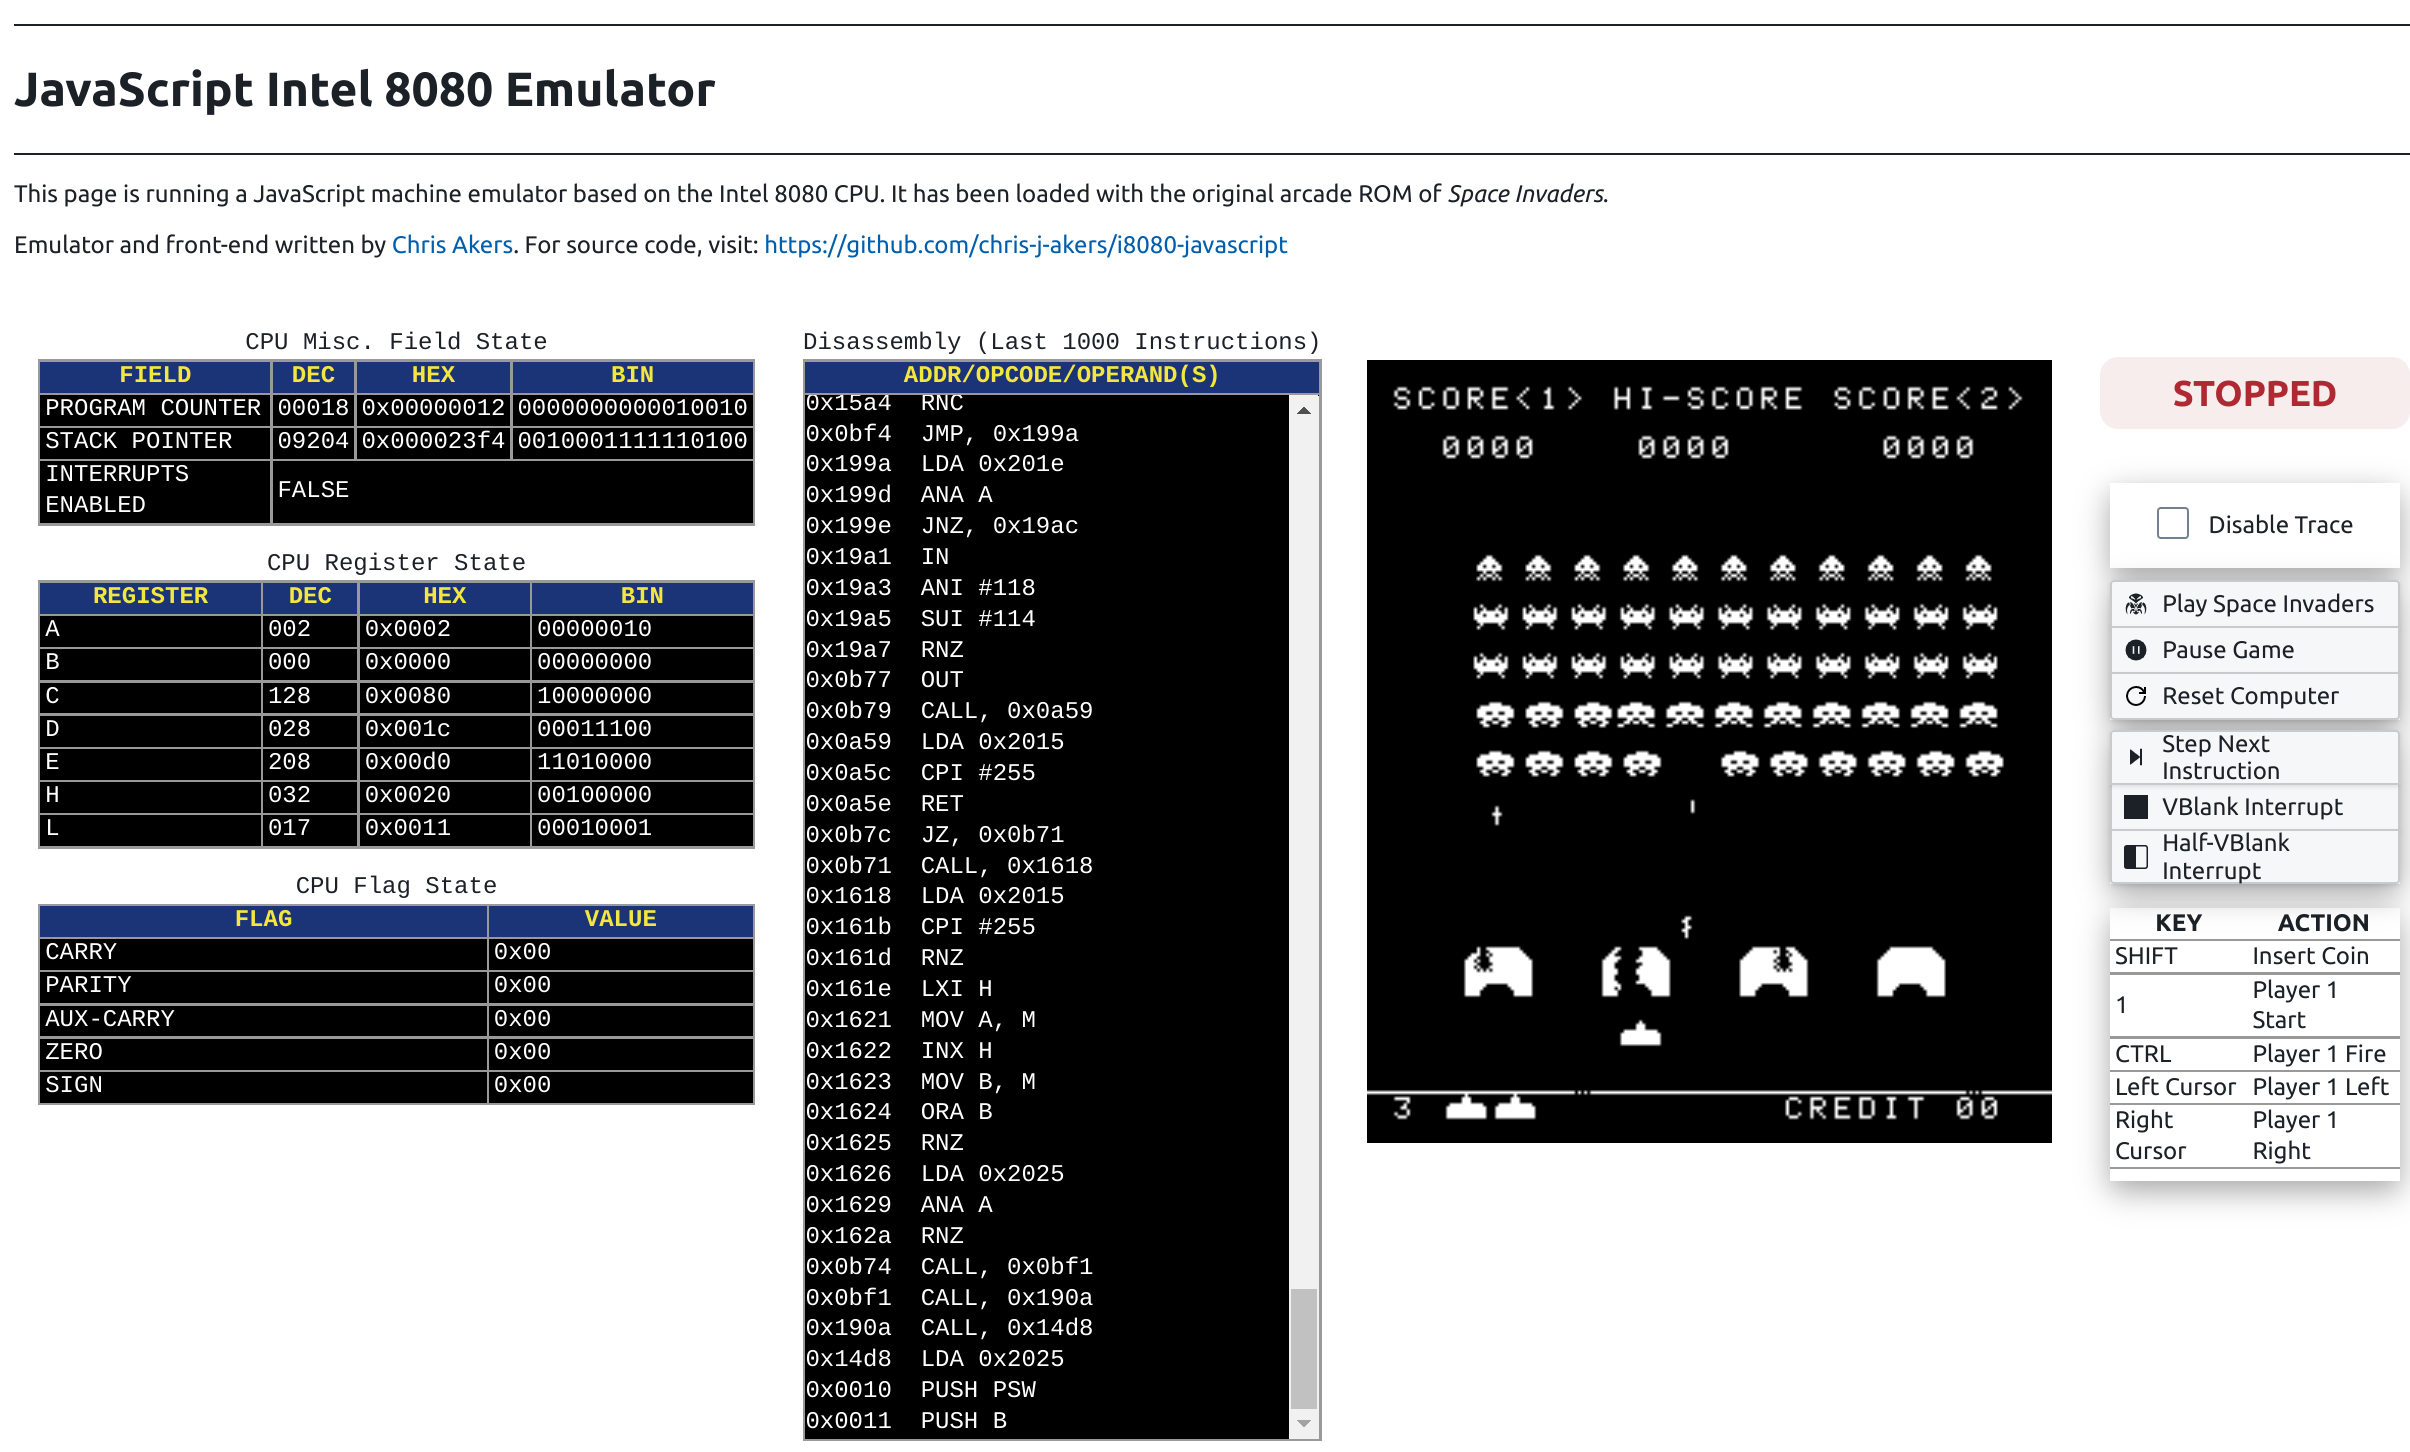 JavaScript Intel 8080 Emulator
This page is running a JavaScript machine emulator based on the Intel 8080 CPU. It has been loaded with the original arcade ROM of Space Invaders.
Emulator and front-end written by Chris Akers. For source code, visit: https://github.com/chris-j-akers/i8080-javascript
CPU Misc. Field State
FIELD DEC HEX BIN
PROGRAM COUNTER 00018 0x00000012 0000000000010010
STACK POINTER 09204 0x000023f4 0010001111110100
INTERRUPTS
ENABLED
FALSE
CPU Register State
REGISTER DEC HEX BIN
A 002 0x0002 00000010
B 000 0x0000 00000000
C 128 0x0080 10000000
D 028 0x001c 00011100
E 208 0x00d0 11010000
H 032 0x0020 00100000
L 017 0x0011 00010001
CPU Flag State
FLAG VALUE
CARRY 0x00
PARITY 0x00
AUX-CARRY 0x00
ZERO 0x00
SIGN 0x00
Disassembly (Last 1000 Instructions)
ADDR/OPCODE/OPERAND(S)
0x15a4 RNC
0x0bf4 JMP, 0x199a
0x199a LDA 0x201e
0x199d ANA A
0x199e JNZ, 0x19ac
0x19a1 IN
0x19a3 ANI #118
0x19a5 SUI #114
0x19a7 RNZ
0x0b77 OUT
0x0b79 CALL, 0x0a59
0x0a59 LDA 0x2015
0x0a5c CPI #255
0x0a5e RET
0x0b7c JZ, 0x0b71
0x0b71 CALL, 0x1618
0x1618 LDA 0x2015
0x161b CPI #255
0x161d RNZ
0x161e LXI H
0x1621 MOV A, M
0x1622 INX H
0x1623 MOV B, M
0x1624 ORA B
0x1625 RNZ
0x1626 LDA 0x2025
0x1629 ANA A
0x162a RNZ
0x0b74 CALL, 0x0bf1
0x0bf1 CALL, 0x190a
0x190a CALL, 0x14d8
0x14d8 LDA 0x2025
0x0010 PUSH PSW
0x0011 PUSH B
SCORE<1> HI-SCORE SCORE<2>
0000 0000 0000
3 CREDIT 00
STOPPED
Disable Trace
Play Space Invaders
Pause Game
Reset Computer
Step Next
Instruction
VBlank Interrupt
Half-VBlank
Interrupt
KEY ACTION
SHIFT Insert Coin
1 Player 1
Start
CTRL Player 1 Fire
Left Cursor Player 1 Left
Right Player 1
Cursor Right